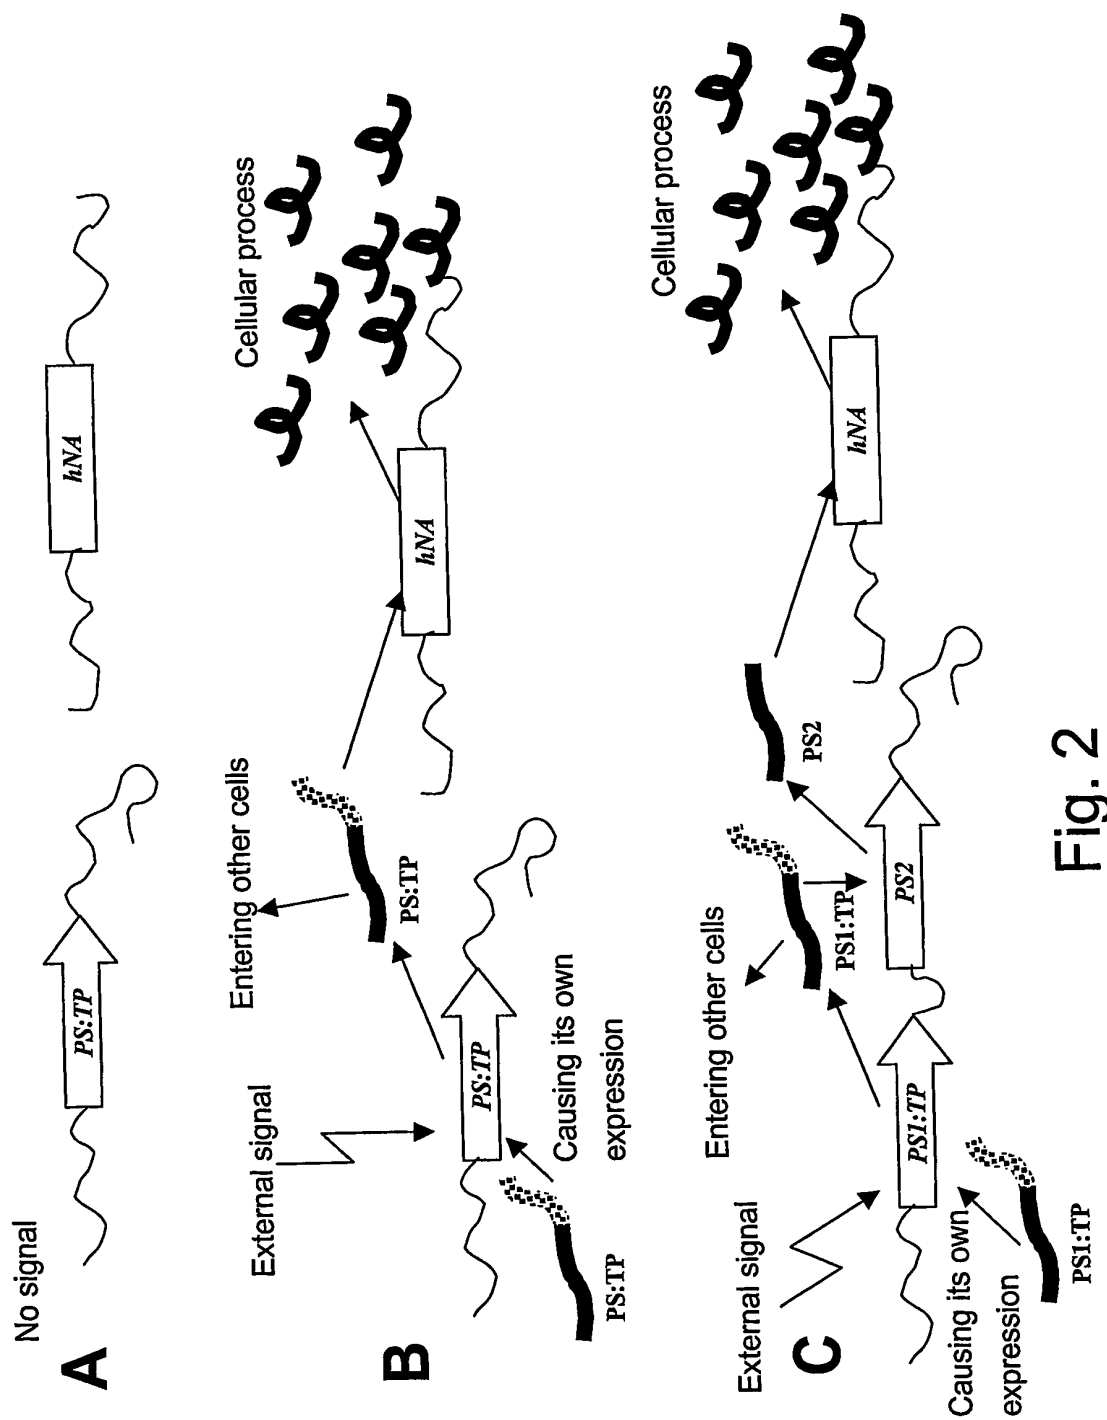 No signal
A
PS:TP
hNA
B
External signal
Entering other cells
Cellular process
PS:TP
PS:TP
hNA
PS:TP
Causing its own
expression
C
External signal
Entering other cells
Cellular process
PS1:TP
PS2
PS1:TP
PS2
hNA
Causing its own
expression
PS1:TP
Fig. 2